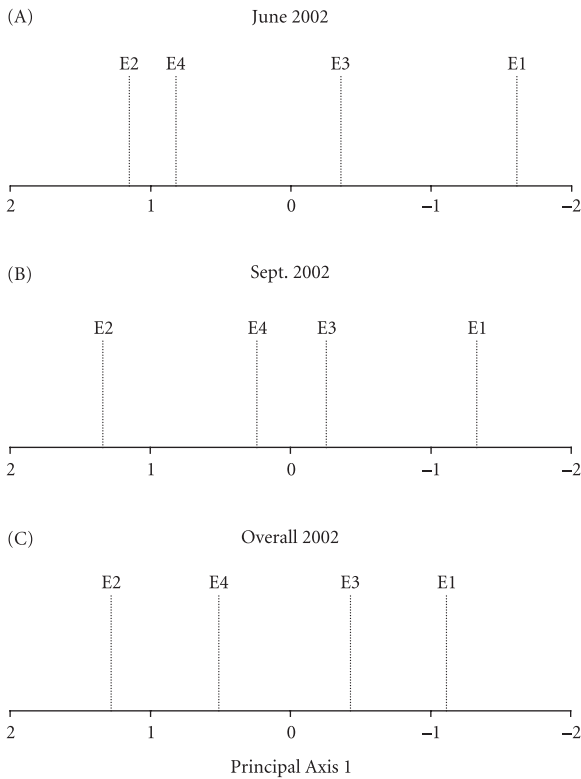 (A) June 2002
E2 E4 E3 E1
2 1 0 −1 −2
(B) Sept. 2002
E2 E4 E3 E1
2 1 0 −1 −2
(C) Overall 2002
E2 E4 E3 E1
2 1 0 −1 −2
Principal Axis 1